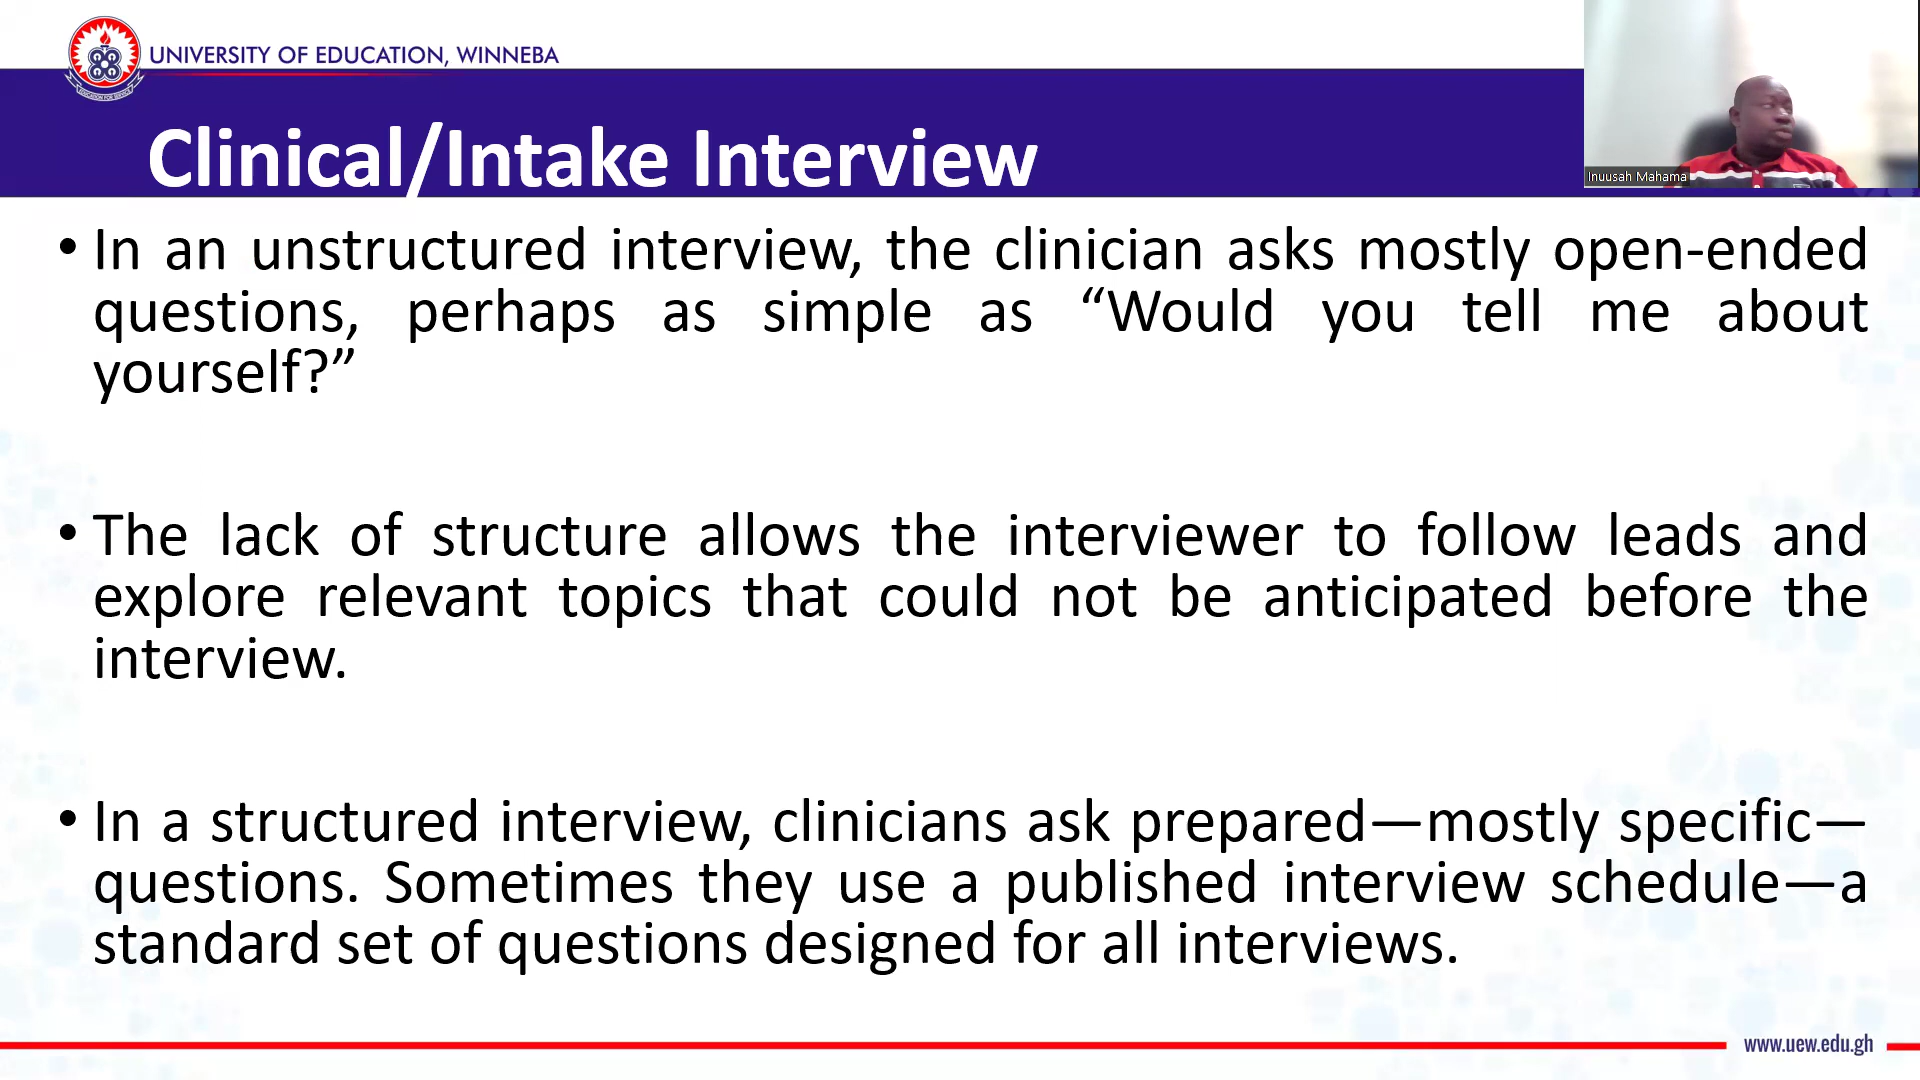 UNIVERSITY OF EDUCATION, WINNEBA
Clinical/Intake Interview
Inuusah Mahama
• In an unstructured interview, the clinician asks mostly open-ended
questions, perhaps as simple as “Would you tell me about
yourself?”
• The lack of structure allows the interviewer to follow leads and
explore relevant topics that could not be anticipated before the
interview.
• In a structured interview, clinicians ask prepared—mostly specific—
questions. Sometimes they use a published interview schedule—a
standard set of questions designed for all interviews.
www.uew.edu.gh